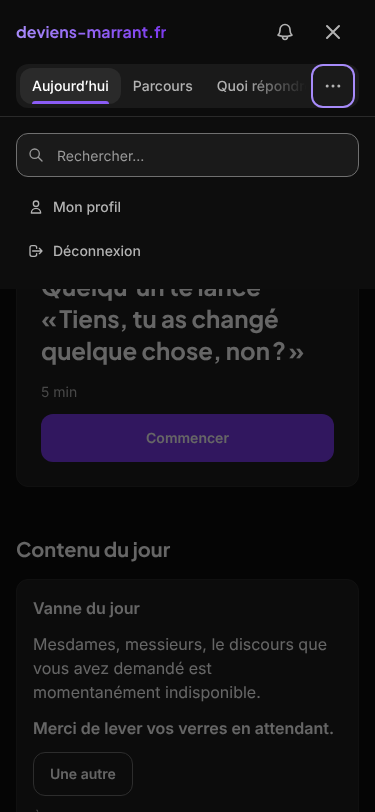 deviens-marrant.fr
Aujourd'hui
Parcours
Quoi répond
Rechercher...
Mon profil
Déconnexion
Quelqu'un te lance
«Tiens, tu as changé
quelque chose, non?»
5 min
Commencer
Contenu du jour
Vanne du jour
Mesdames, messieurs, le discours que
vous avez demandé est
momentanément indisponible.
Merci de lever vos verres en attendant.
Une autre